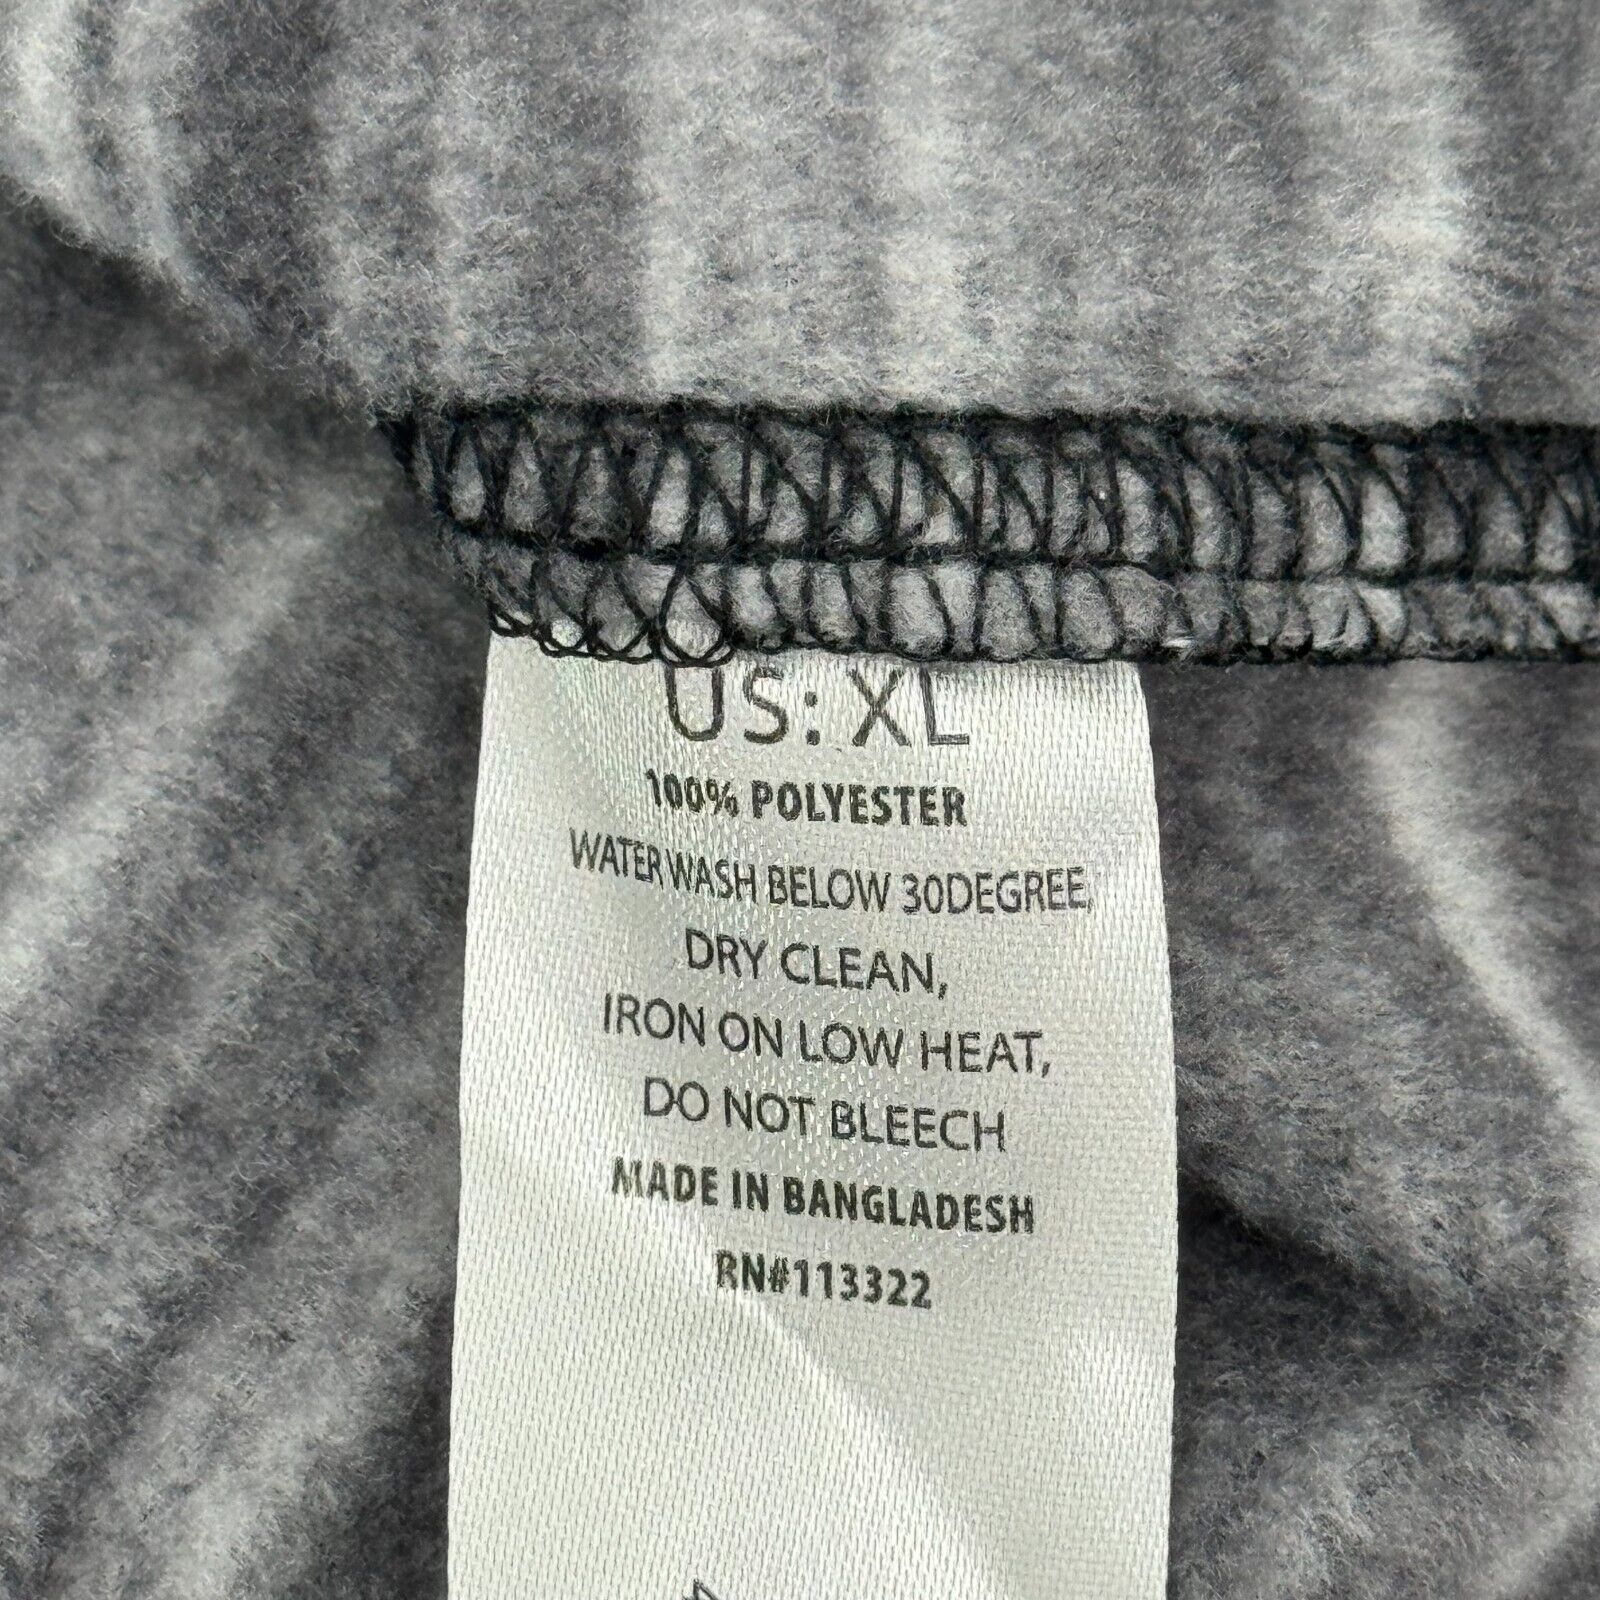 US: XL
100% POLYESTER
WATER WASH BELOW 30DEGREE,
DRY CLEAN,
IRON ON LOW HEAT,
DO NOT BLEECH
MADE IN BANGLADESH
RN#113322